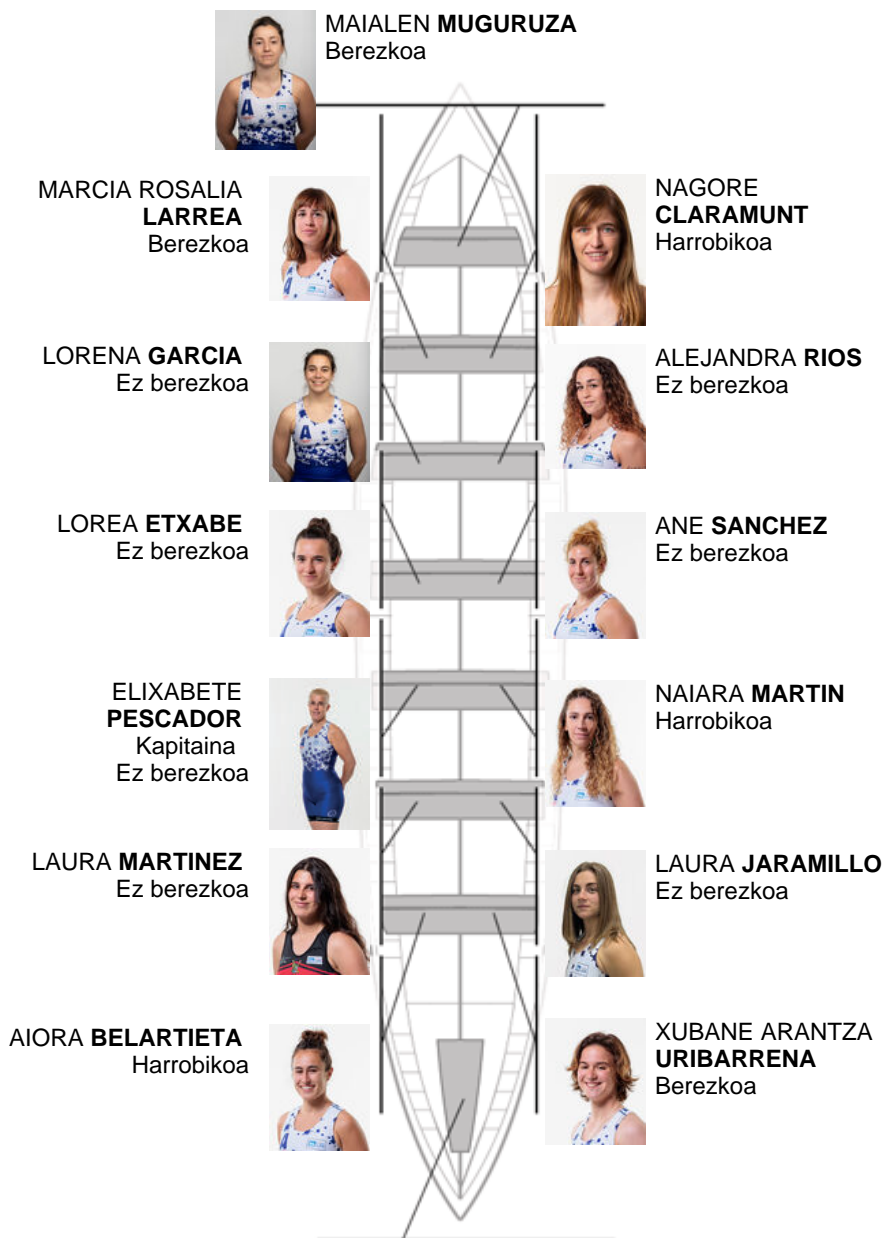 MAIALEN MUGURUZA
Berezkoa
MARCIA ROSALIA
LARREA
Berezkoa
NAGORE
CLARAMUNT
Harrobikoa
LORENA GARCIA
Ez berezkoa
ALEJANDRA RIOS
Ez berezkoa
LOREA ETXABE
Ez berezkoa
ANE SANCHEZ
Ez berezkoa
ELIXABETE
PESCADOR
Kapitaina
Ez berezkoa
NAIARA MARTIN
Harrobikoa
LAURA MARTINEZ
Ez berezkoa
LAURA JARAMILLO
Ez berezkoa
AIORA BELARTIETA
Harrobikoa
XUBANE ARANTZA
URIBARRENA
Berezkoa